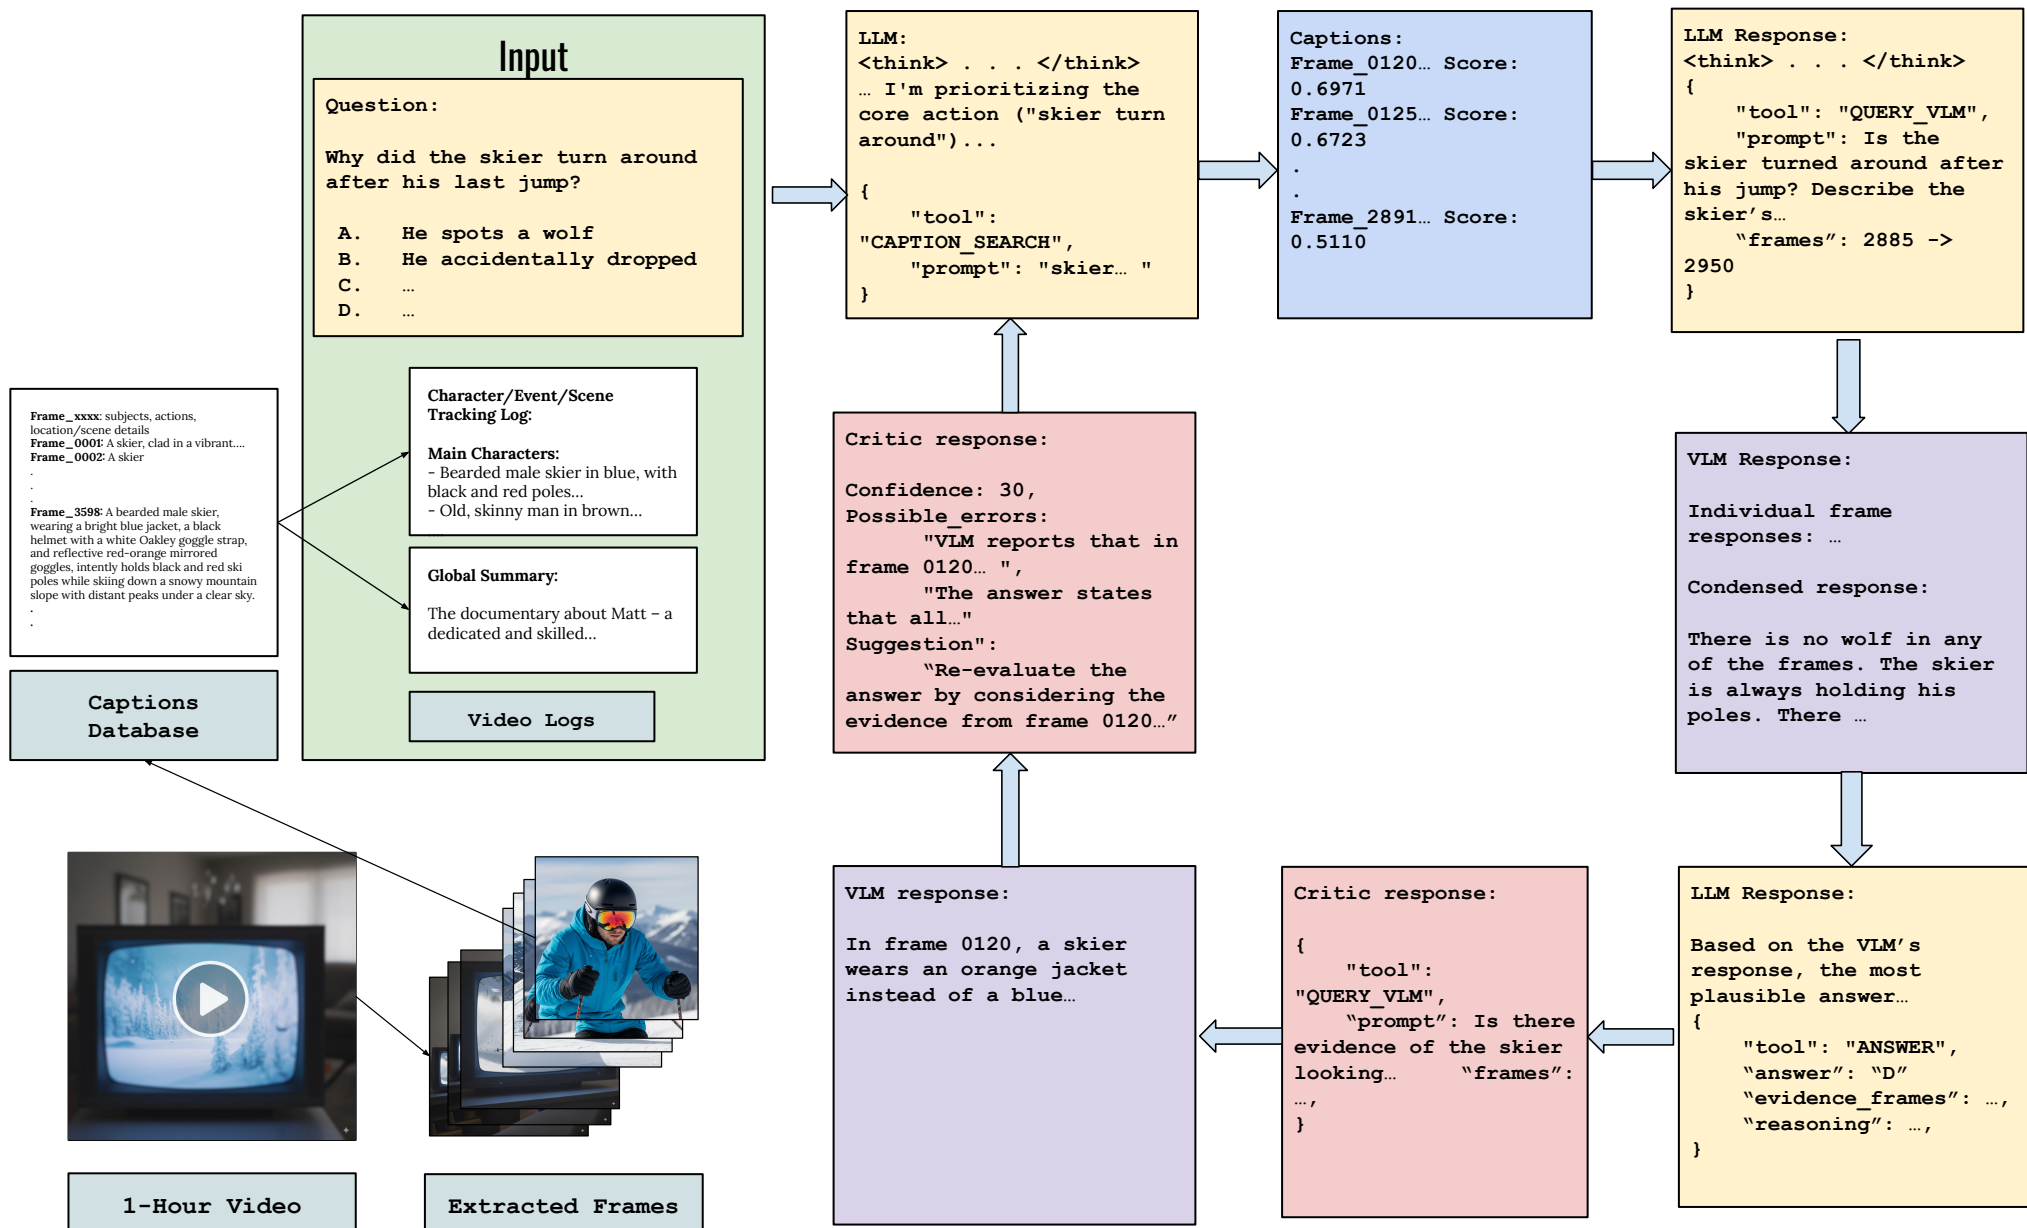 Input
Question:
Why did the skier turn around
after his last jump?
A. He spots a wolf
B. He accidentally dropped
C. …
D. …
Character/Event/Scene
Tracking Log:
Main Characters:
- Bearded male skier in blue, with
black and red poles…
- Old, skinny man in brown…
Global Summary:
The documentary about Matt – a
dedicated and skilled…
Video Logs
Frame_xxxx: subjects, actions,
location/scene details
Frame_0001: A skier, clad in a vibrant….
Frame_0002: A skier
.
.
.
Frame_3598: A bearded male skier,
wearing a bright blue jacket, a black
helmet with a white Oakley goggle strap,
and reflective red-orange mirrored
goggles, intently holds black and red ski
poles while skiing down a snowy mountain
slope with distant peaks under a clear sky.
.
.
Captions
Database
1-Hour Video
Extracted Frames
LLM:
<think> . . . </think>
… I'm prioritizing the
core action ("skier turn
around")...
{
"tool":
"CAPTION_SEARCH",
"prompt": "skier… "
}
Captions:
Frame_0120… Score:
0.6971
Frame_0125… Score:
0.6723
.
.
Frame_2891… Score:
0.5110
LLM Response:
<think> . . . </think>
{
"tool": "QUERY_VLM",
"prompt": Is the
skier turned around after
his jump? Describe the
skier’s…
“frames”: 2885 ->
2950
}
VLM Response:
Individual frame
responses: …
Condensed response:
There is no wolf in any
of the frames. The skier
is always holding his
poles. There …
LLM Response:
Based on the VLM’s
response, the most
plausible answer…
{
"tool": "ANSWER",
“answer”: “D”
“evidence_frames”: …,
“reasoning”: …,
}
Critic response:
{
"tool":
"QUERY_VLM",
“prompt”: Is there
evidence of the skier
looking… “frames”:
…,
}
VLM response:
In frame 0120, a skier
wears an orange jacket
instead of a blue…
Critic response:
Confidence: 30,
Possible_errors:
"VLM reports that in
frame 0120… ",
"The answer states
that all…"
Suggestion":
“Re-evaluate the
answer by considering the
evidence from frame 0120…”